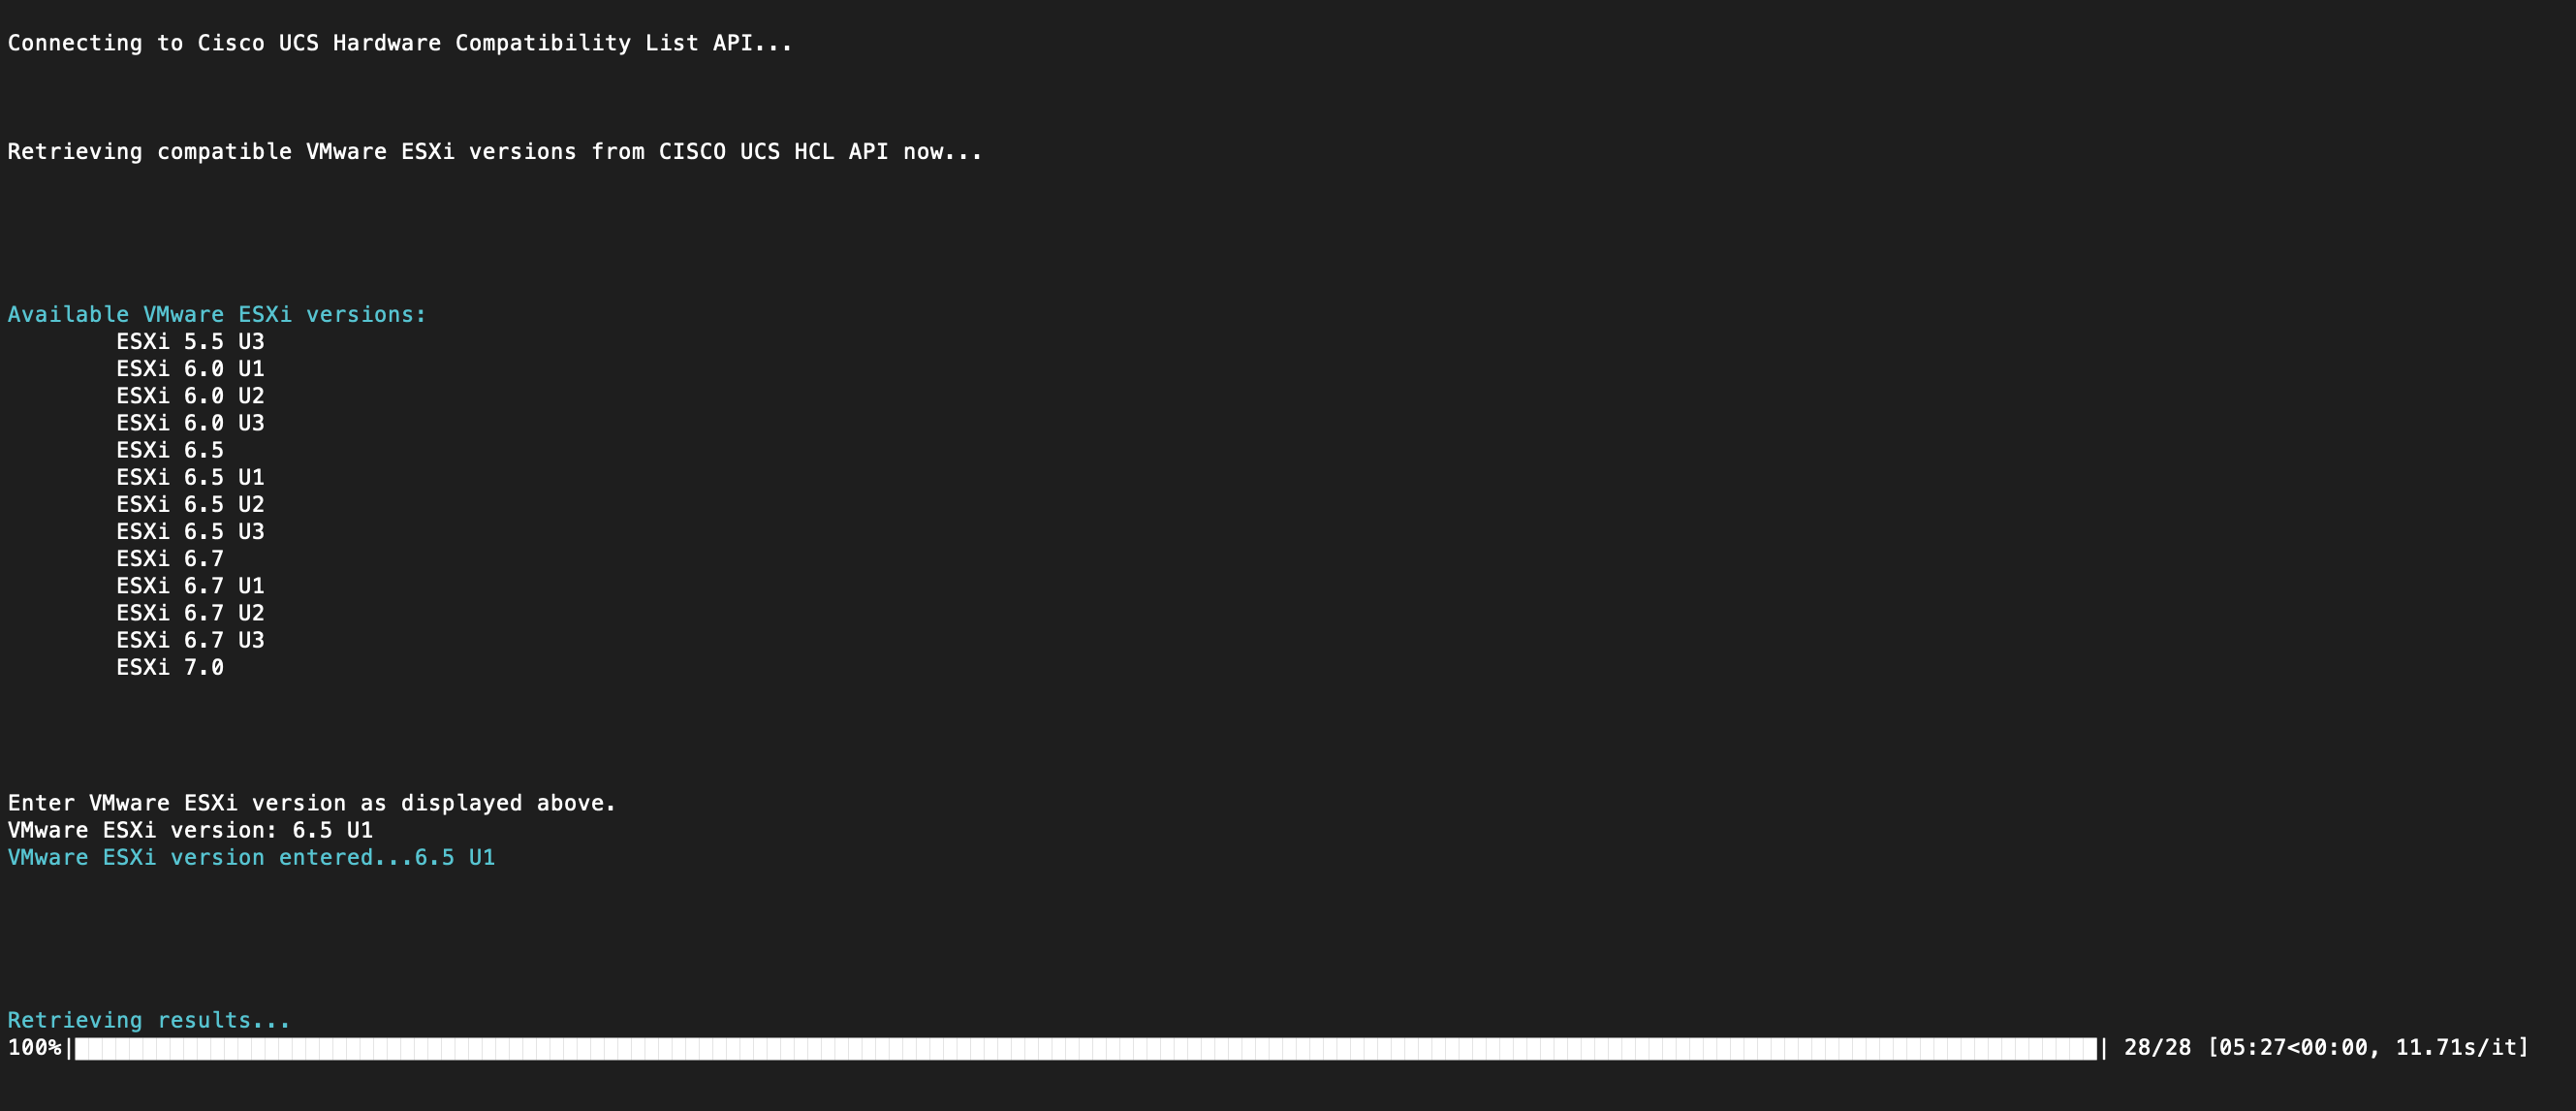 Connecting to Cisco UCS Hardware Compatibility List API...
Retrieving compatible VMware ESXi versions from CISCO UCS HCL API now...
Available VMware ESXi versions:
ESXi 5.5 U3
ESXi 6.0 U1
ESXi 6.0 U2
ESXi 6.0 U3
ESXi 6.5
ESXi 6.5 U1
ESXi 6.5 U2
ESXi 6.5 U3
ESXi 6.7
ESXi 6.7 U1
ESXi 6.7 U2
ESXi 6.7 U3
ESXi 7.0
Enter VMware ESXi version as displayed above.
VMware ESXi version: 6.5 U1
VMware ESXi version entered...6.5 U1
Retrieving results...
100%| | 28/28 [05:27<00:00, 11.71s/it]